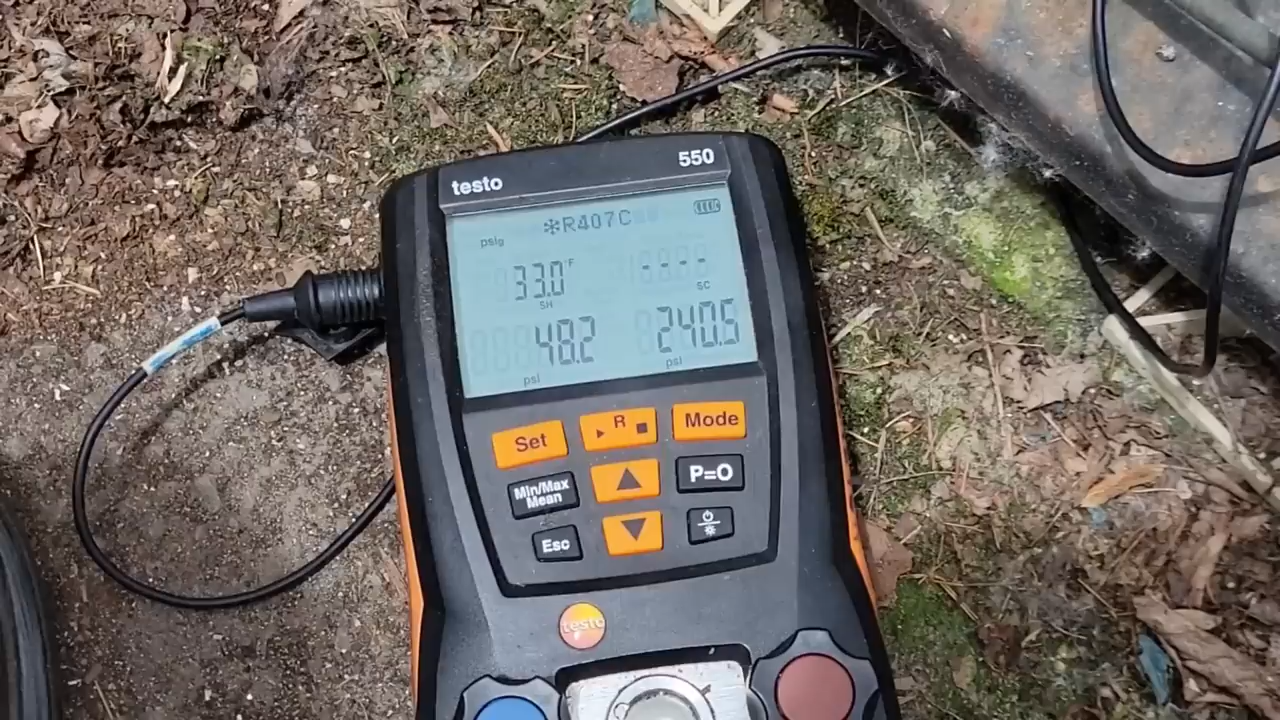 testo 550
❄R407C
psig
33.0°F ----
SH SC
48.2 240.5
psi psi
Set ▶ R ■ Mode
Min/Max
Mean
▲ P=O
Esc ▼
testo